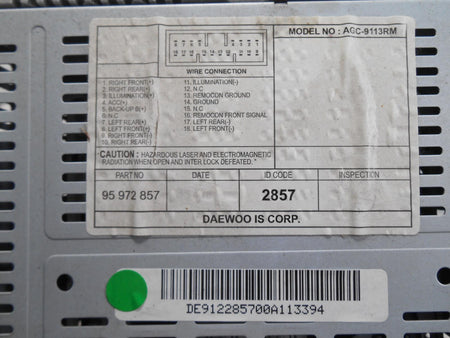 MODEL NO : AGC-9113RM
WIRE CONNECTION
1. RIGHT FRONT(+)
2. RIGHT REAR(+)
3. ILLUMINATION(+)
4. ACC(+)
5. BACK-UP B(+)
6. N.C
7. LEFT REAR(+)
8. LEFT FRONT(+)
9. RIGHT FRONT(-)
10. RIGHT REAR(-)
11. ILLUMINATION(-)
12. N.C
13. REMOCON GROUND
14. GROUND
15. N.C
16. REMOCON FRONT SIGNAL
17. LEFT REAR(-)
18. LEFT FRONT(-)
CAUTION : HAZARDOUS LASER AND ELECTROMAGNETIC
RADIATION WHEN OPEN AND INTER LOCK DEFEATED.
PART NO DATE ID CODE INSPECTION
95 972 857 2857
DAEWOO IS CORP.
DE912285700A113394